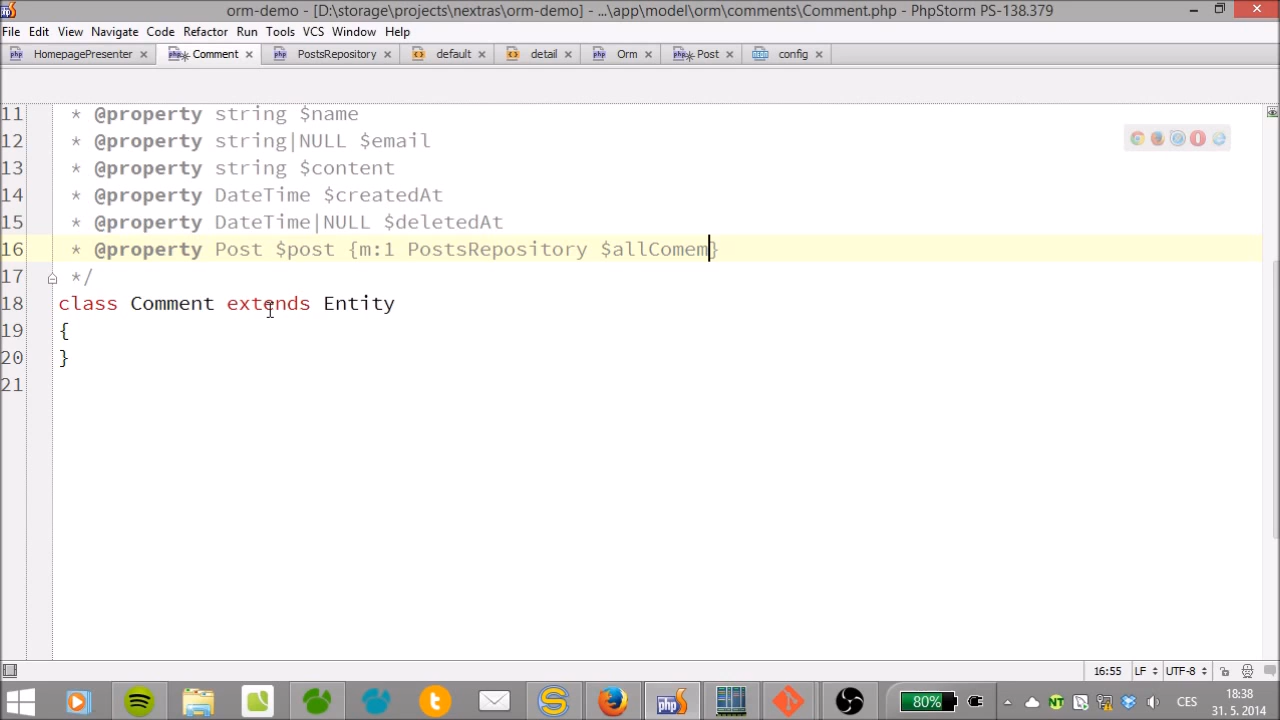 orm-demo - [D:\storage\projects\nextras\orm-demo] - ...\app\model\orm\comments\Comment.php - PhpStorm PS-138.379
File Edit View Navigate Code Refactor Run Tools VCS Window Help
HomepagePresenter Comment PostsRepository default detail Orm Post config
11 * @property string $name
12 * @property string|NULL $email
13 * @property string $content
14 * @property DateTime $createdAt
15 * @property DateTime|NULL $deletedAt
16 * @property Post $post {m:1 PostsRepository $allComem}
17 */
18 class Comment extends Entity
19 {
20 }
21
16:55 LF UTF-8
80% CES 18:38
31. 5. 2014